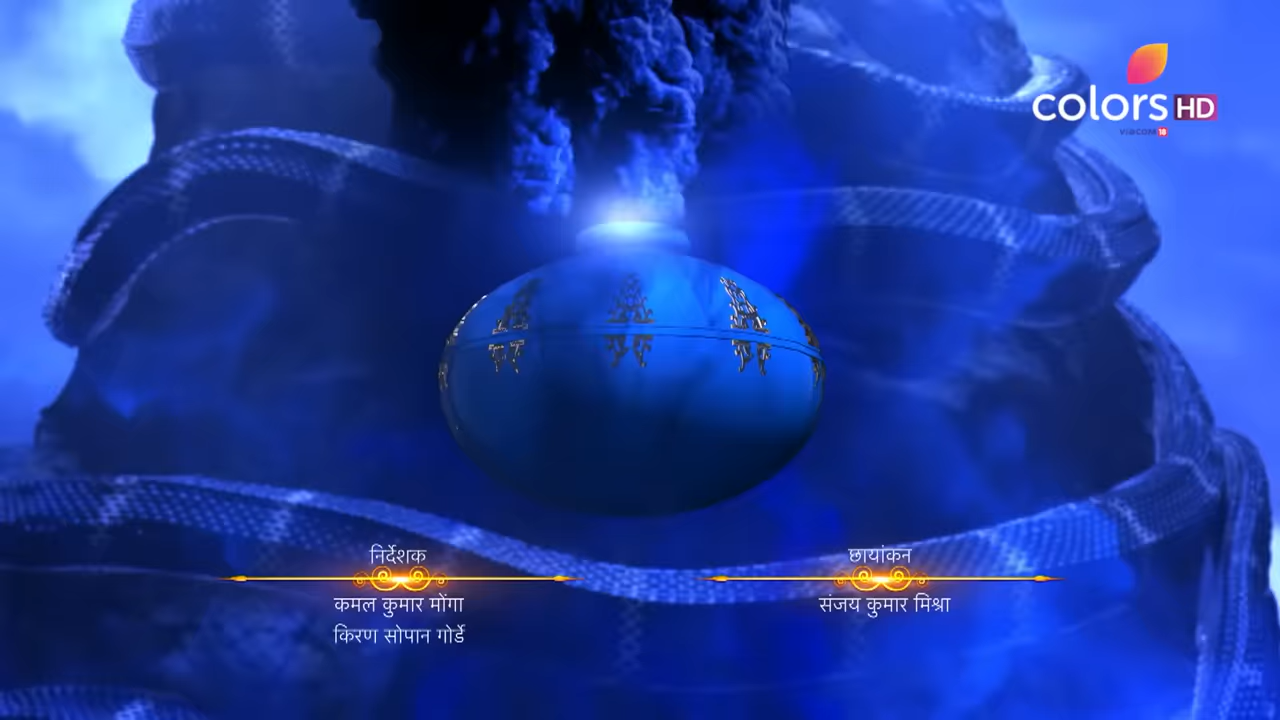 colors HD
VIACOM 18
निर्देशक
कमल कुमार मोंगा
किरण सोपान गोर्डे
छायांकन
संजय कुमार मिश्रा